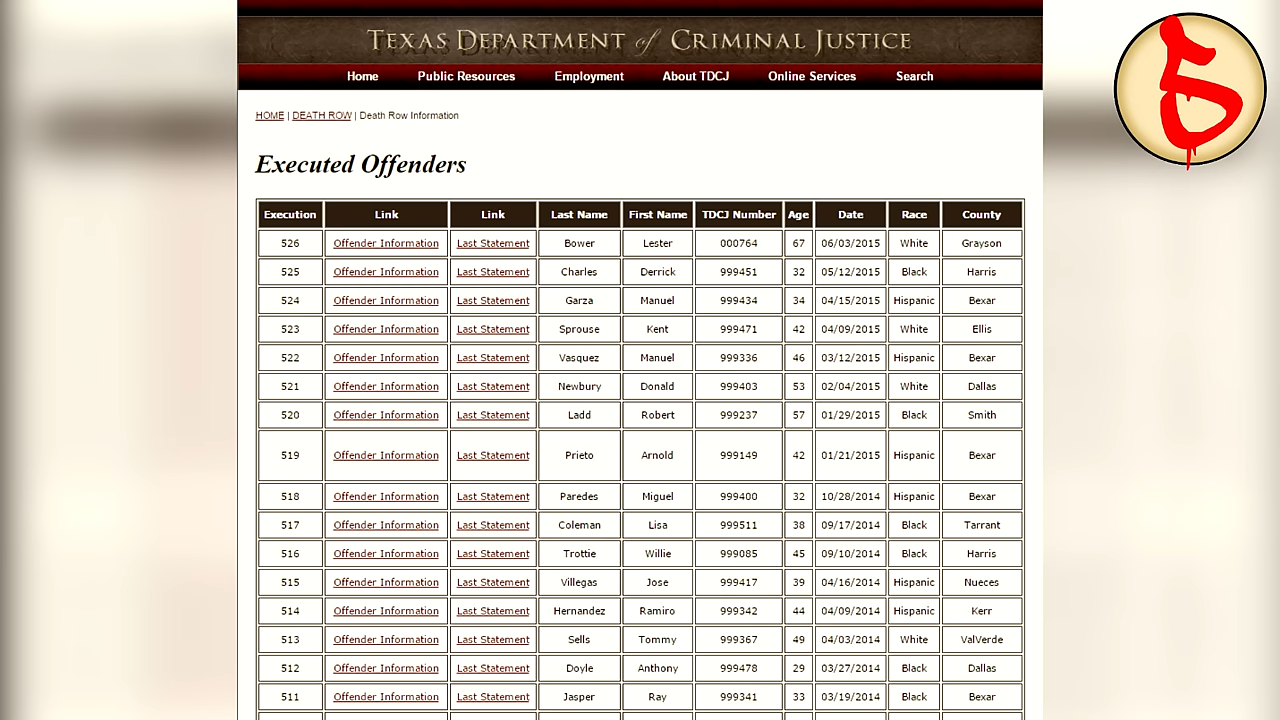 TEXAS DEPARTMENT of CRIMINAL JUSTICE
Home Public Resources Employment About TDCJ Online Services Search
HOME | DEATH ROW | Death Row Information
Executed Offenders
Execution Link Link Last Name First Name TDCJ Number Age Date Race County
526 Offender Information Last Statement Bower Lester 000764 67 06/03/2015 White Grayson
525 Offender Information Last Statement Charles Derrick 999451 32 05/12/2015 Black Harris
524 Offender Information Last Statement Garza Manuel 999434 34 04/15/2015 Hispanic Bexar
523 Offender Information Last Statement Sprouse Kent 999471 42 04/09/2015 White Ellis
522 Offender Information Last Statement Vasquez Manuel 999336 46 03/12/2015 Hispanic Bexar
521 Offender Information Last Statement Newbury Donald 999403 53 02/04/2015 White Dallas
520 Offender Information Last Statement Ladd Robert 999237 57 01/29/2015 Black Smith
519 Offender Information Last Statement Prieto Arnold 999149 42 01/21/2015 Hispanic Bexar
518 Offender Information Last Statement Paredes Miguel 999400 32 10/28/2014 Hispanic Bexar
517 Offender Information Last Statement Coleman Lisa 999511 38 09/17/2014 Black Tarrant
516 Offender Information Last Statement Trottie Willie 999085 45 09/10/2014 Black Harris
515 Offender Information Last Statement Villegas Jose 999417 39 04/16/2014 Hispanic Nueces
514 Offender Information Last Statement Hernandez Ramiro 999342 44 04/09/2014 Hispanic Kerr
513 Offender Information Last Statement Sells Tommy 999367 49 04/03/2014 White ValVerde
512 Offender Information Last Statement Doyle Anthony 999478 29 03/27/2014 Black Dallas
511 Offender Information Last Statement Jasper Ray 999341 33 03/19/2014 Black Bexar